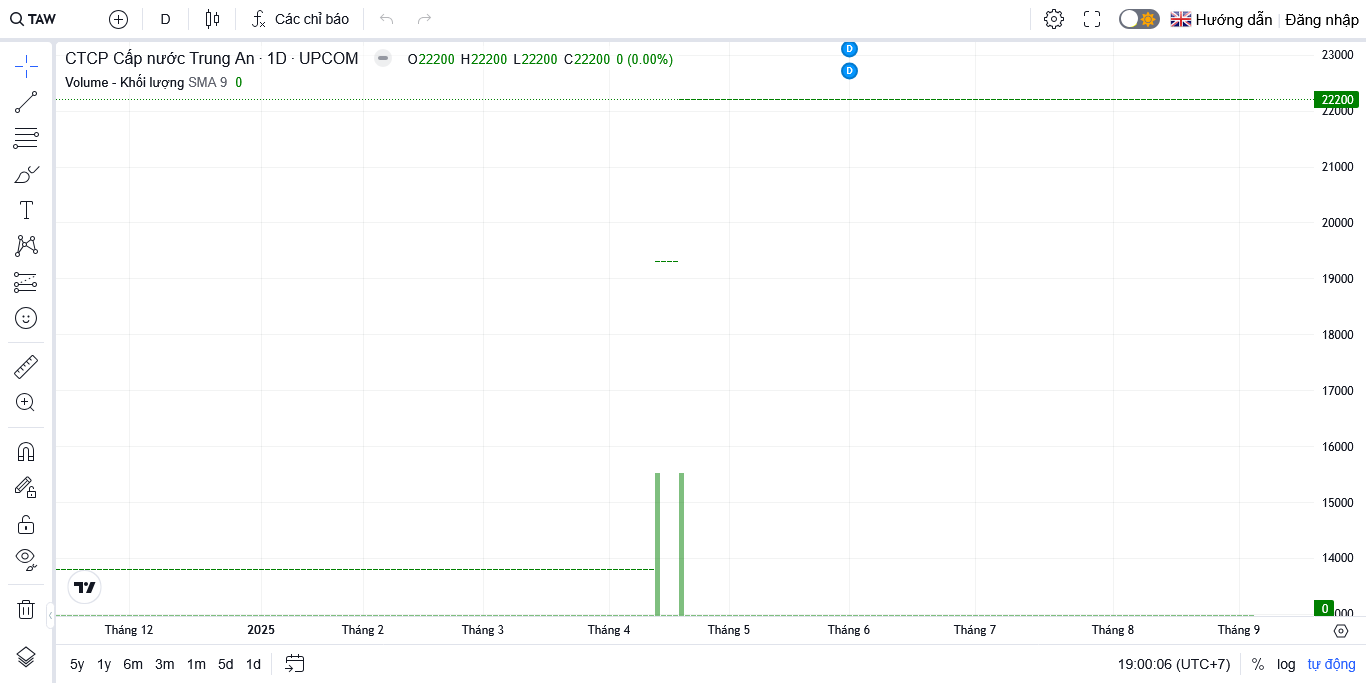 TAW D Các chỉ báo Hướng dẫn Đăng nhập
CTCP Cấp nước Trung An · 1D · UPCOM O22200 H22200 L22200 C22200 0 (0.00%)
Volume - Khối lượng SMA 9 0
D
D
23000
22200
22000
21000
20000
19000
18000
17000
16000
15000
14000
0
Tháng 12 2025 Tháng 2 Tháng 3 Tháng 4 Tháng 5 Tháng 6 Tháng 7 Tháng 8 Tháng 9
5y 1y 6m 3m 1m 5d 1d 19:00:06 (UTC+7) % log tự động